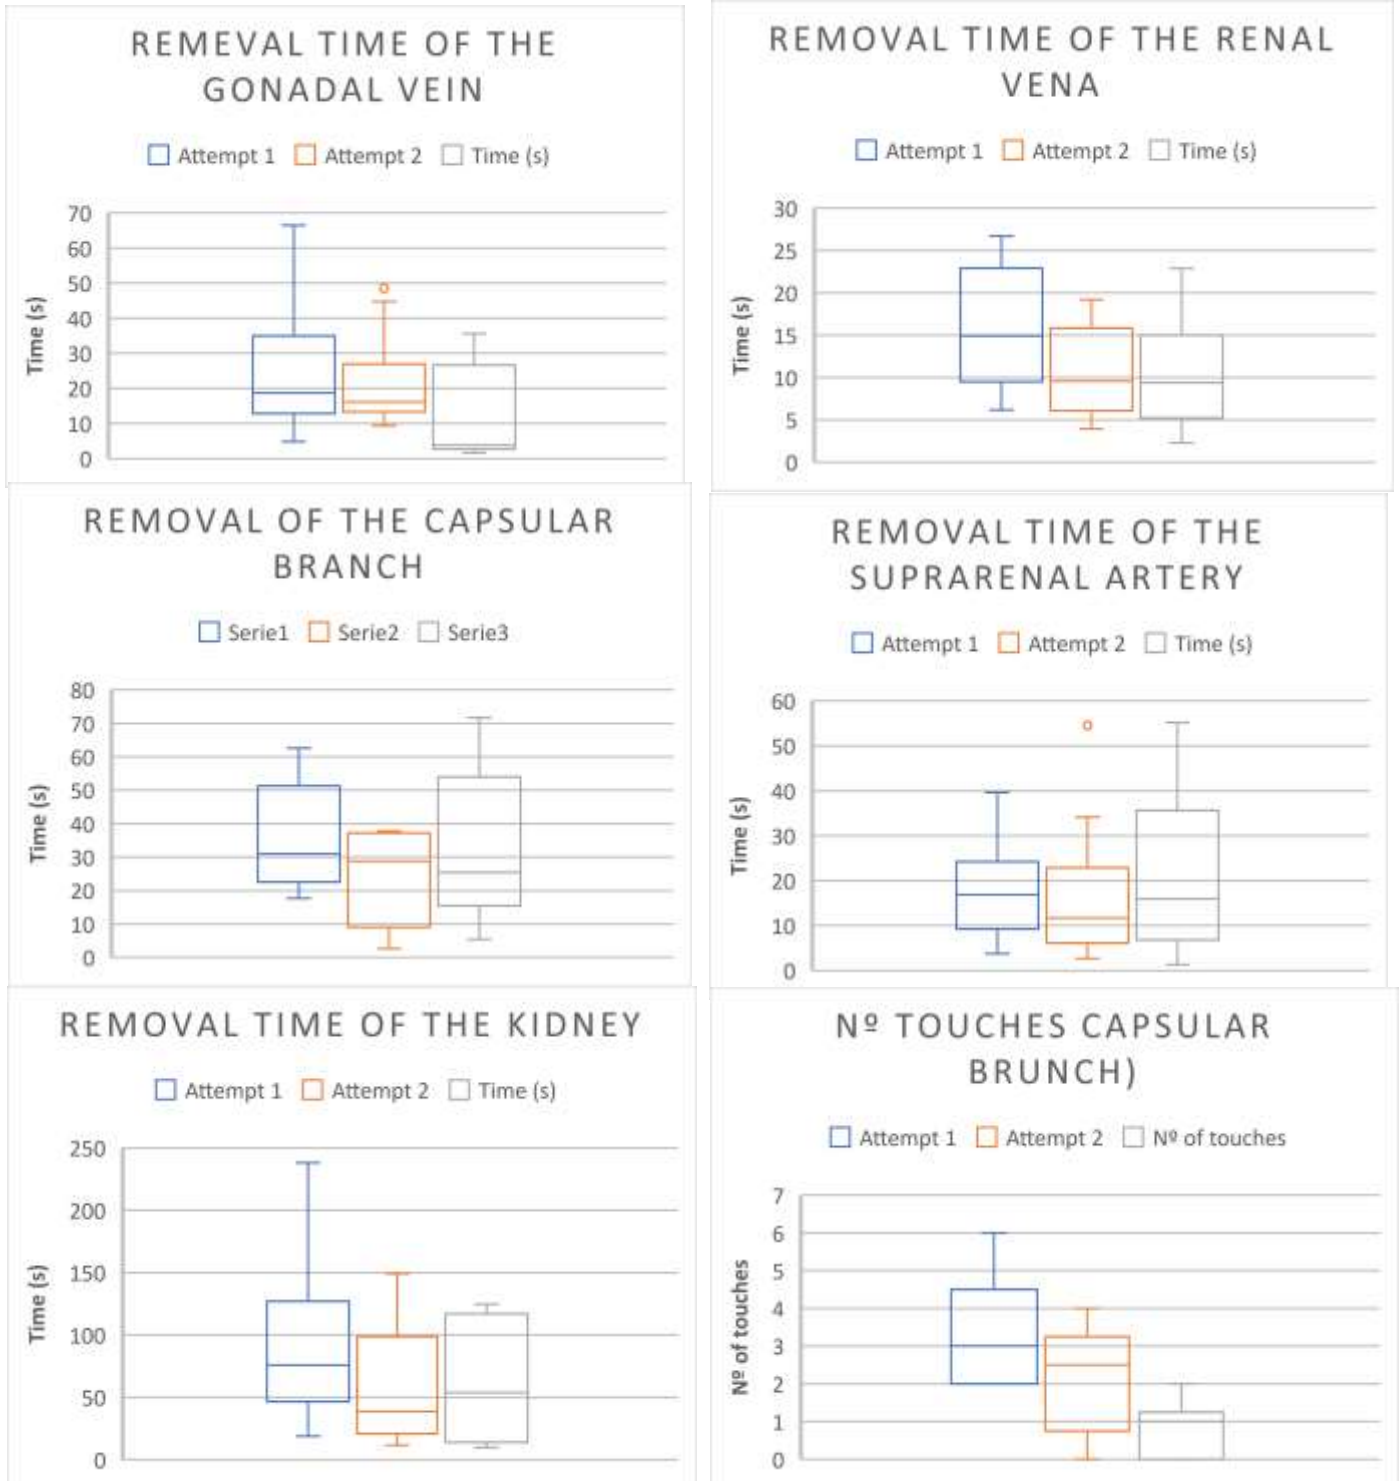 REMEVAL TIME OF THE
GONADAL VEIN
Attempt 1 Attempt 2 Time (s)
Time (s)
70
60
50
40
30
20
10
0
REMOVAL TIME OF THE RENAL
VENA
Attempt 1 Attempt 2 Time (s)
Time (s)
30
25
20
15
10
5
0
REMOVAL OF THE CAPSULAR
BRANCH
Serie1 Serie2 Serie3
Time (s)
80
70
60
50
40
30
20
10
0
REMOVAL TIME OF THE
SUPRARENAL ARTERY
Attempt 1 Attempt 2 Time (s)
Time (s)
60
50
40
30
20
10
0
REMOVAL TIME OF THE KIDNEY
Attempt 1 Attempt 2 Time (s)
Time (s)
250
200
150
100
50
0
Nº TOUCHES CAPSULAR
BRUNCH)
Attempt 1 Attempt 2 Nº of touches
Nº of touches
7
6
5
4
3
2
1
0